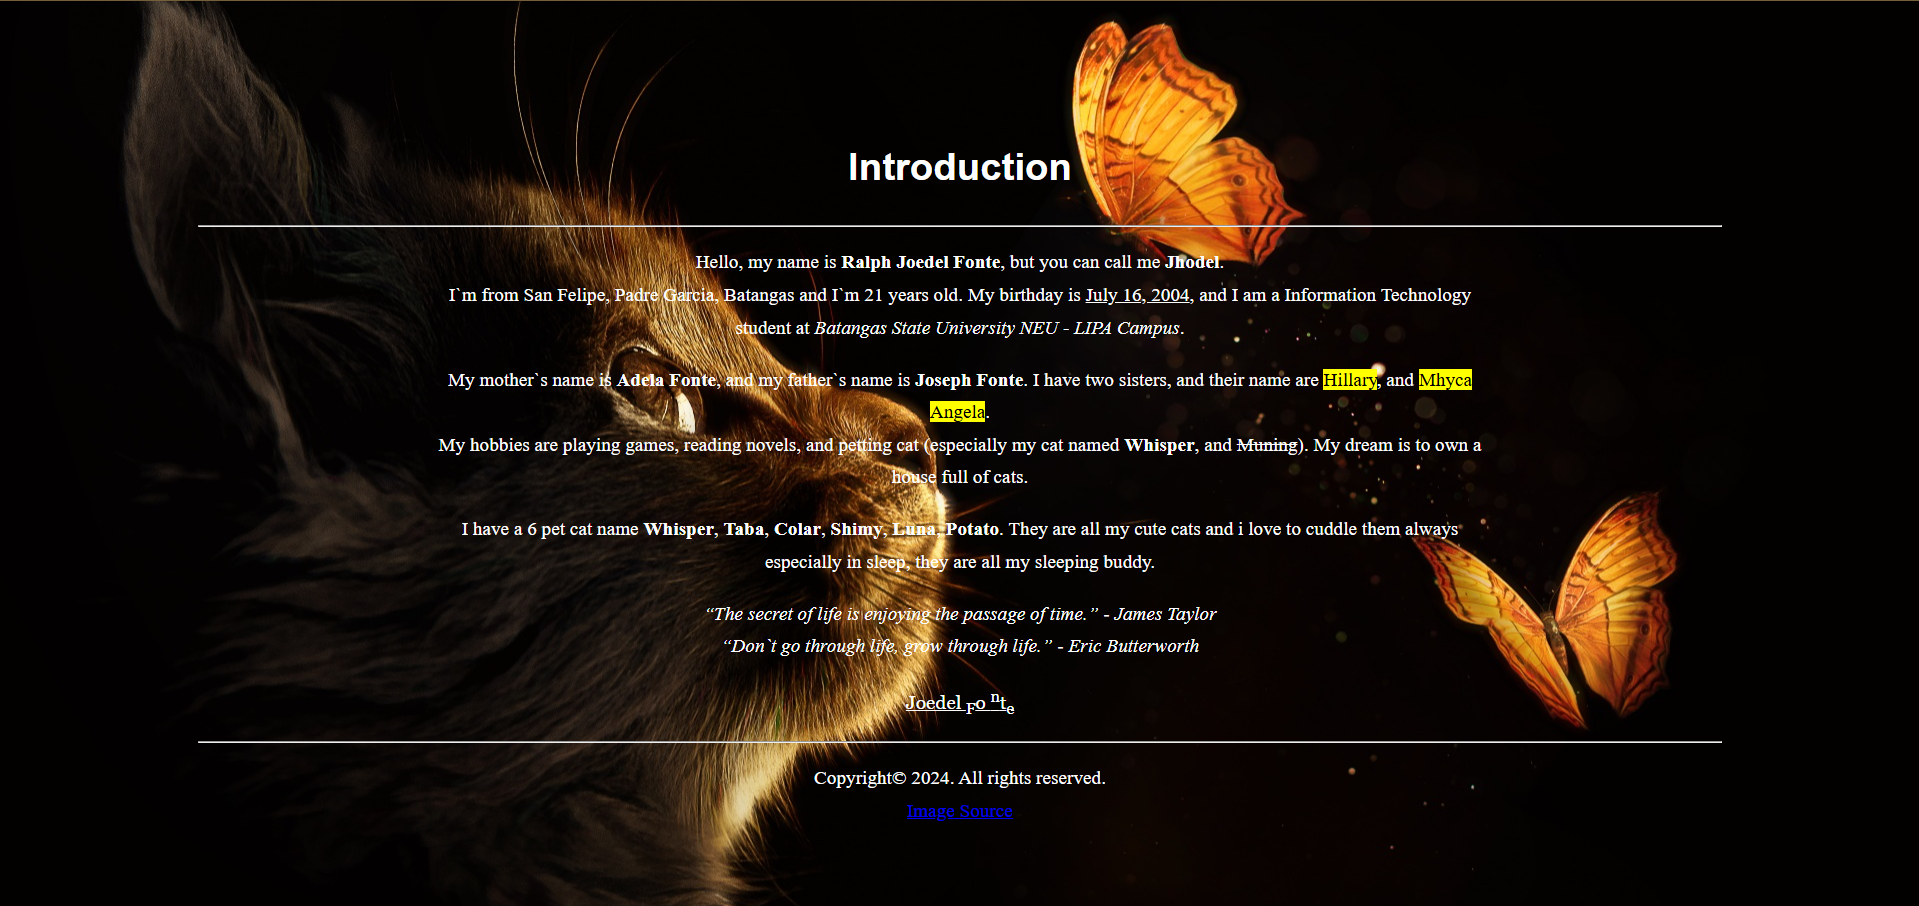 Introduction
Hello, my name is Ralph Joedel Fonte, but you can call me Jhodel.
I`m from San Felipe, Padre Garcia, Batangas and I`m 21 years old. My birthday is July 16, 2004, and I am a Information Technology
student at Batangas State University NEU - LIPA Campus.
My mother`s name is Adela Fonte, and my father`s name is Joseph Fonte. I have two sisters, and their name are Hillary, and Mhyca
Angela.
My hobbies are playing games, reading novels, and petting cat (especially my cat named Whisper, and Muning). My dream is to own a
house full of cats.
I have a 6 pet cat name Whisper, Taba, Colar, Shimy, Luna, Potato. They are all my cute cats and i love to cuddle them always
especially in sleep, they are all my sleeping buddy.
“The secret of life is enjoying the passage of time.” - James Taylor
“Don`t go through life, grow through life.” - Eric Butterworth
Joedel Fo nte
Copyright© 2024. All rights reserved.
Image Source